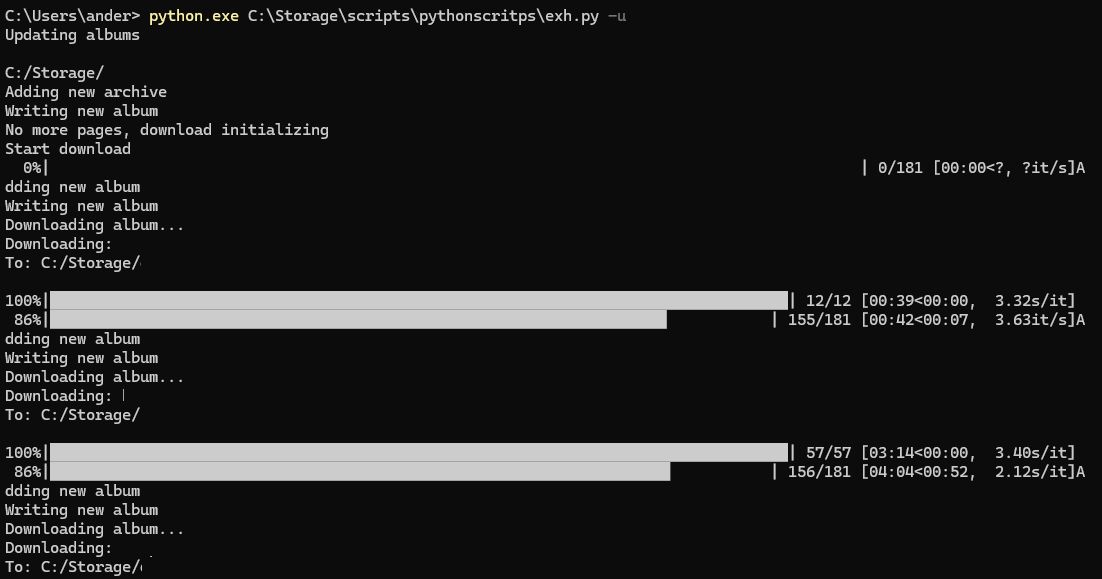 C:\Users\ander> python.exe C:\Storage\scripts\pythonscritps\exh.py -u
Updating albums
C:/Storage/
Adding new archive
Writing new album
No more pages, download initializing
Start download
0%| | 0/181 [00:00<?, ?it/s]A
dding new album
Writing new album
Downloading album...
Downloading:
To: C:/Storage/
100%| | 12/12 [00:39<00:00, 3.32s/it]
86%| | 155/181 [00:42<00:07, 3.63it/s]A
dding new album
Writing new album
Downloading album...
Downloading:
To: C:/Storage/
100%| | 57/57 [03:14<00:00, 3.40s/it]
86%| | 156/181 [04:04<00:52, 2.12s/it]A
dding new album
Writing new album
Downloading album...
Downloading:
To: C:/Storage/